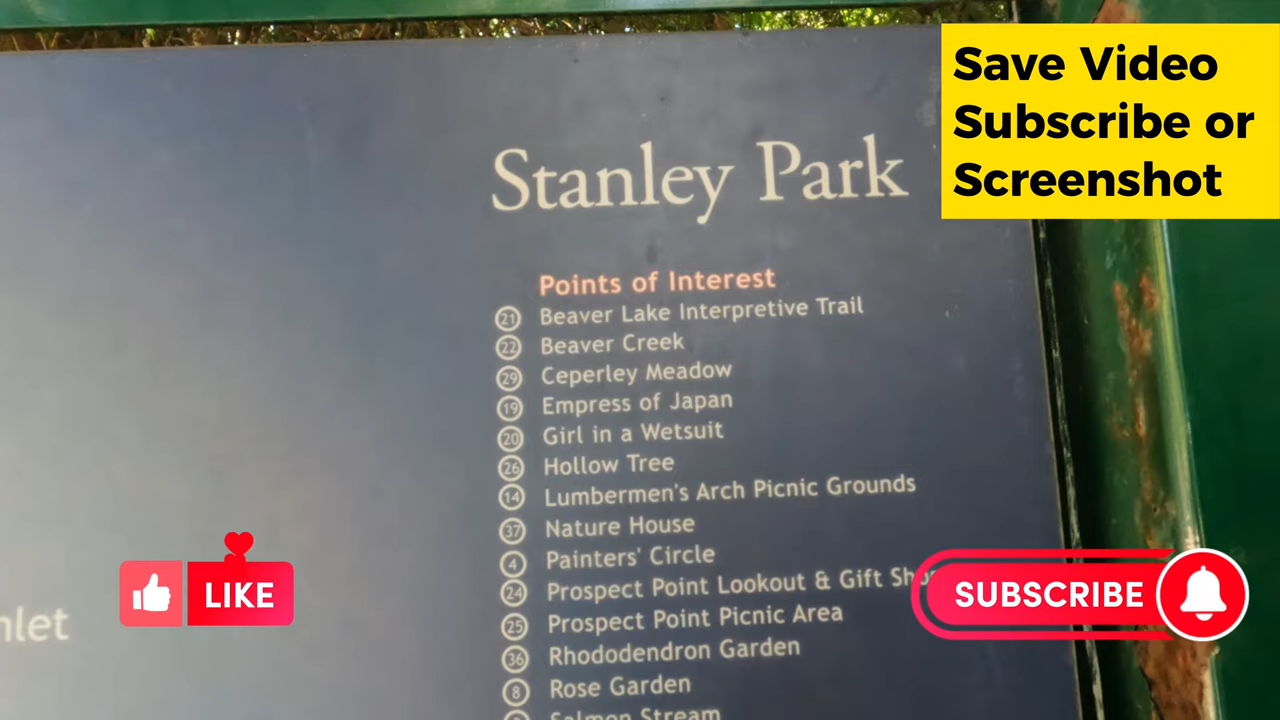 Save Video
Subscribe or
Screenshot
Stanley Park
Points of Interest
21 Beaver Lake Interpretive Trail
22 Beaver Creek
29 Ceperley Meadow
19 Empress of Japan
20 Girl in a Wetsuit
26 Hollow Tree
14 Lumbermen's Arch Picnic Grounds
37 Nature House
4 Painters' Circle
24 Prospect Point Lookout & Gift Shop
25 Prospect Point Picnic Area
36 Rhododendron Garden
8 Rose Garden
Salmon Stream
nlet
LIKE
SUBSCRIBE